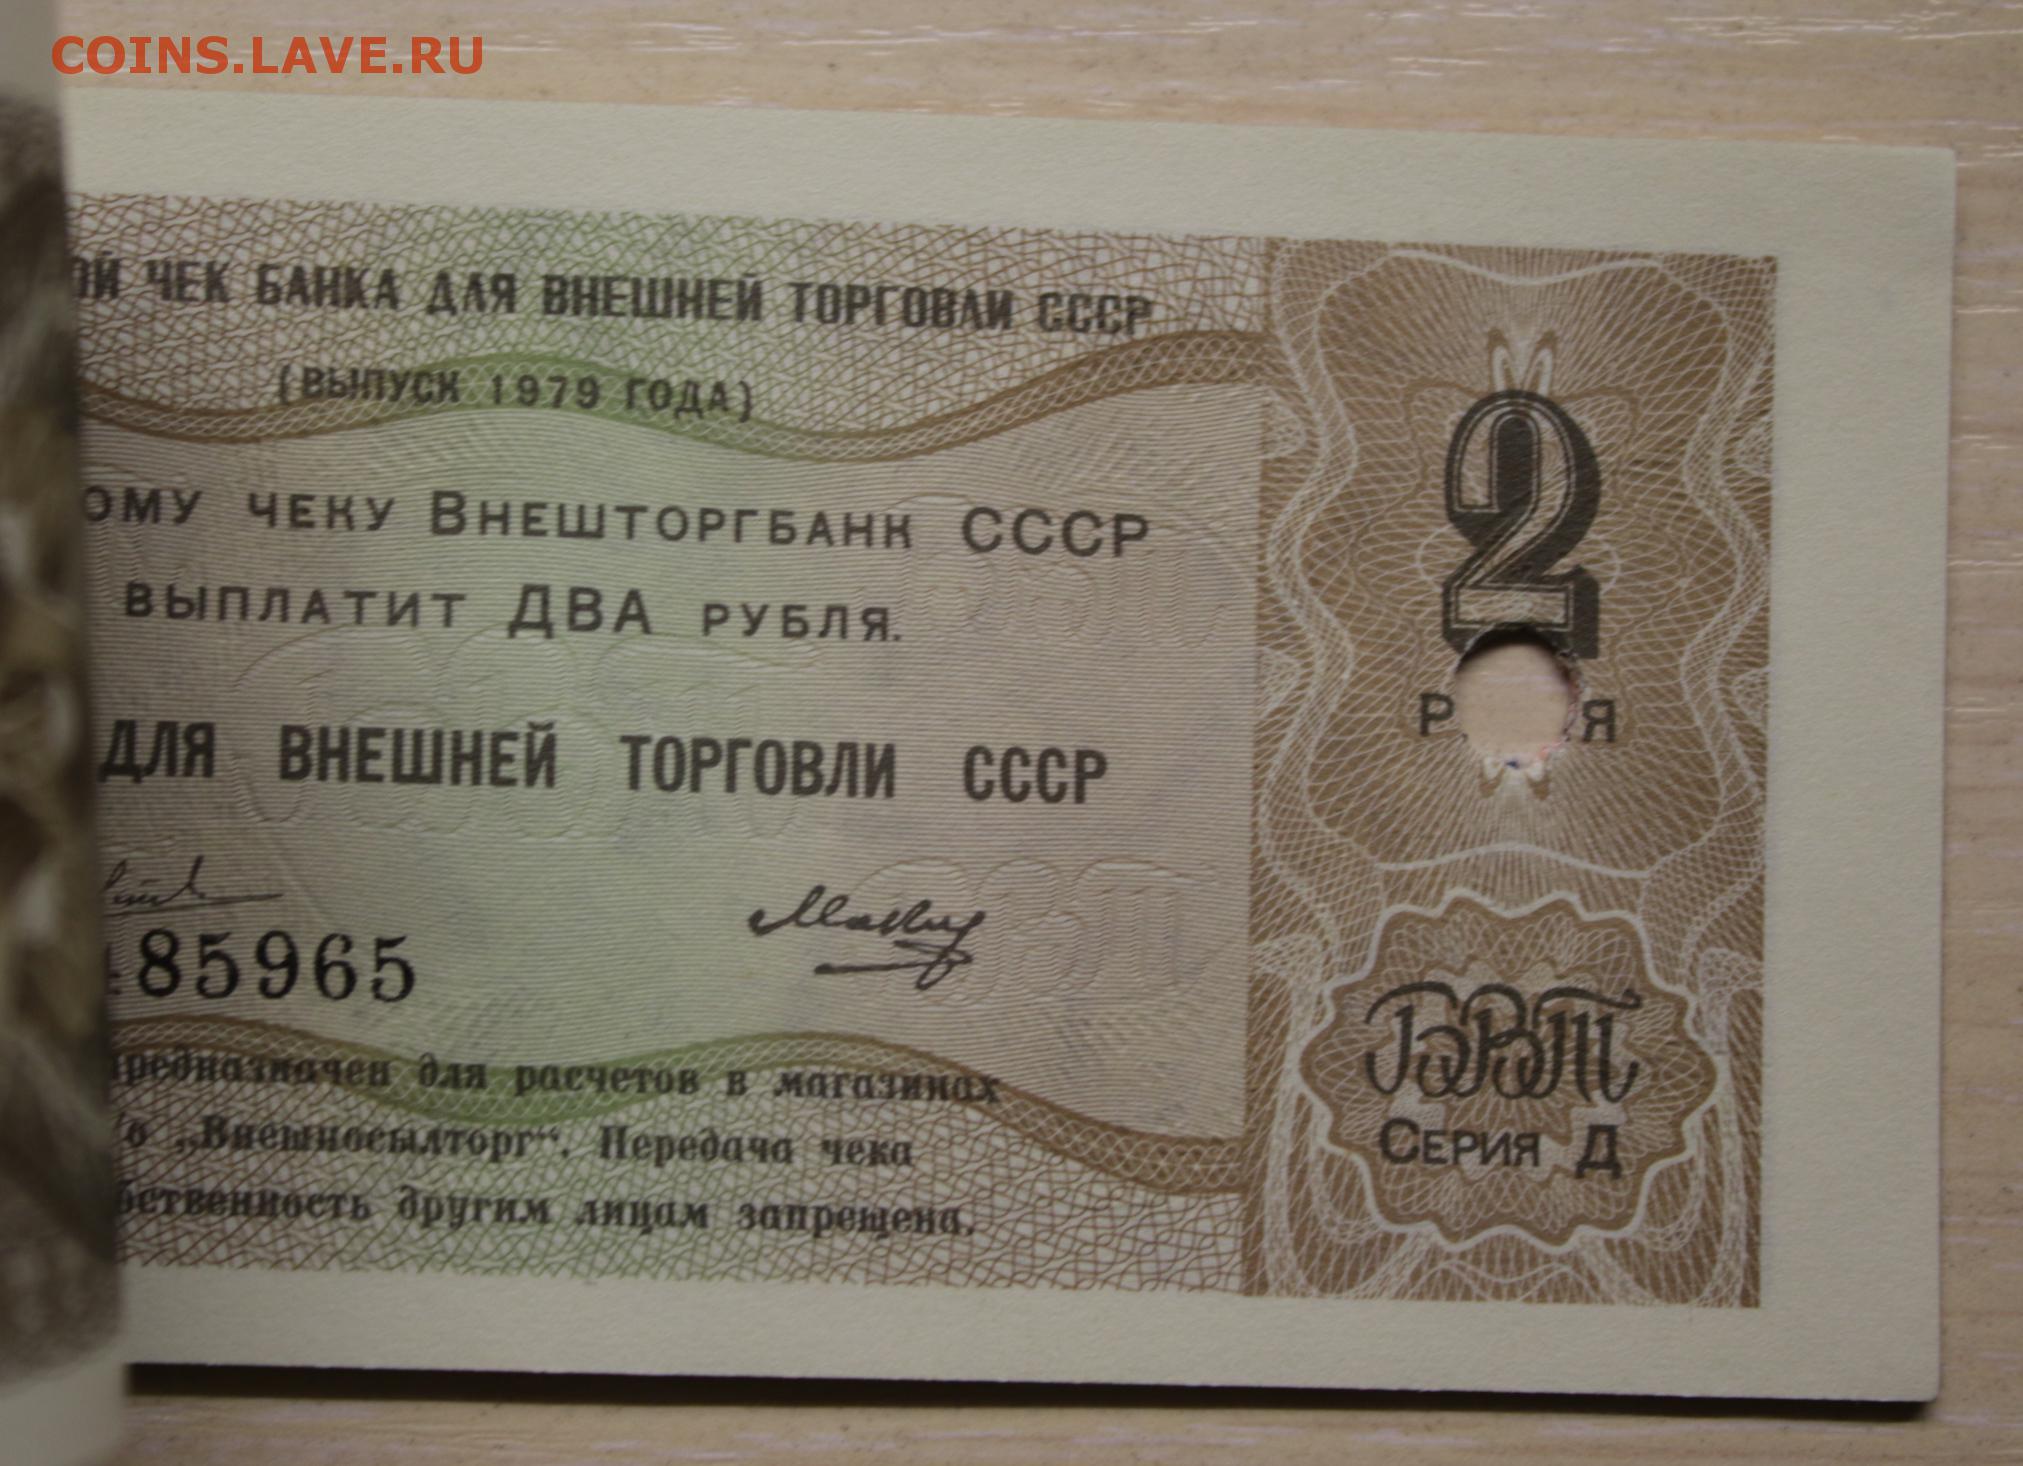 COINS.LAVE.RU
ОЙ ЧЕК БАНКА ДЛЯ ВНЕШНЕЙ ТОРГОВЛИ СССР
(ВЫПУСК 1979 ГОДА)
ОМУ ЧЕКУ ВНЕШТОРГБАНК СССР
ВЫПЛАТИТ ДВА РУБЛЯ.
ДЛЯ ВНЕШНЕЙ ТОРГОВЛИ СССР
85965
предназначен для расчетов в магазинах
/о „Внешпосылторг“. Передача чека
бственность другим лицам запрещена.
2
Р Я
БВТ
СЕРИЯ Д